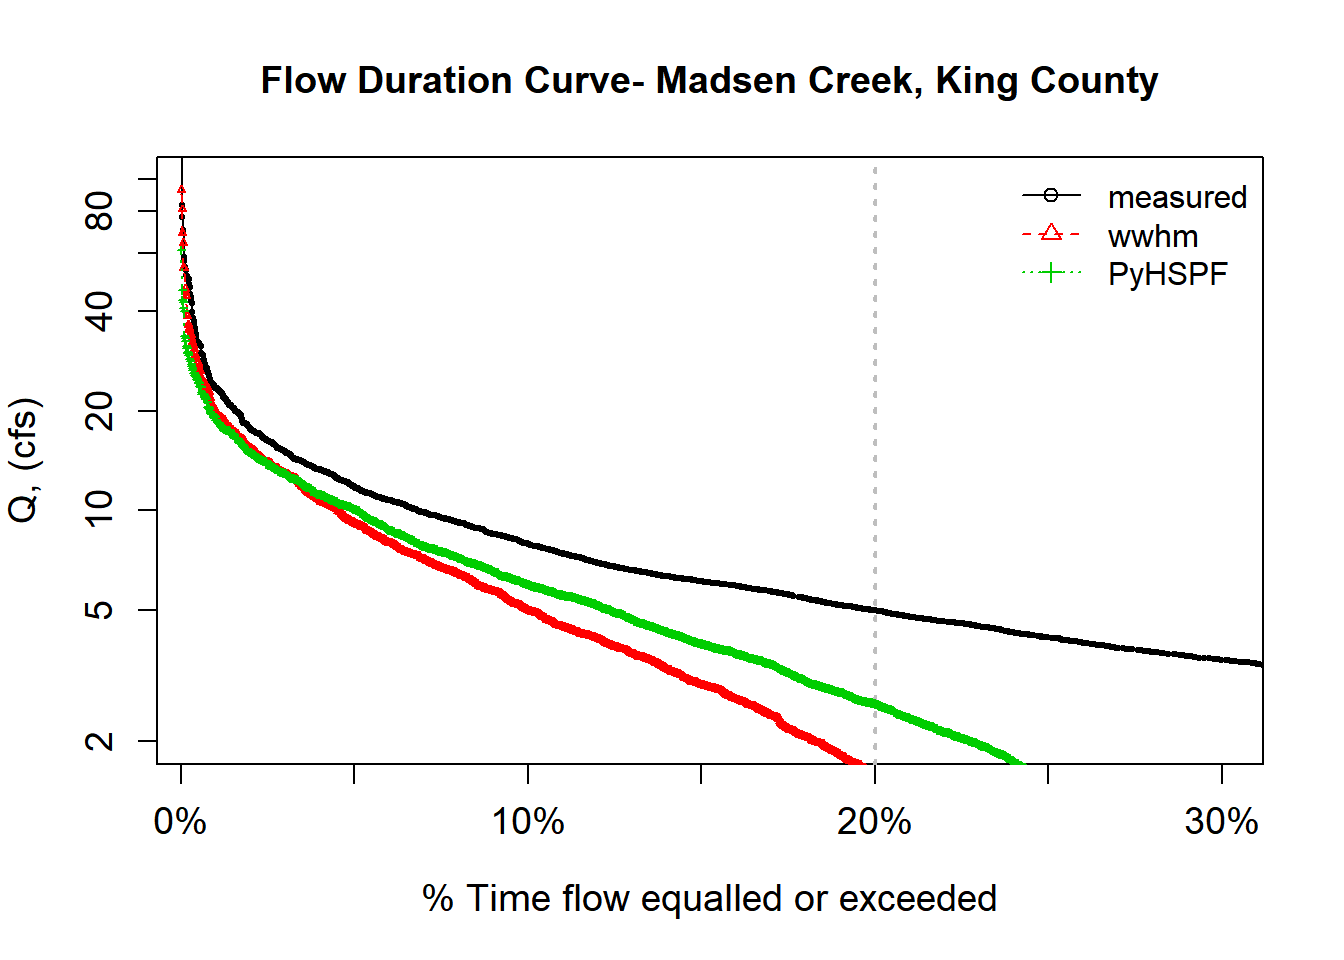 Flow Duration Curve- Madsen Creek, King County
measured
wwhm
PyHSPF
80
40
20
10
5
2
Q, (cfs)
0%
10%
20%
30%
% Time flow equalled or exceeded